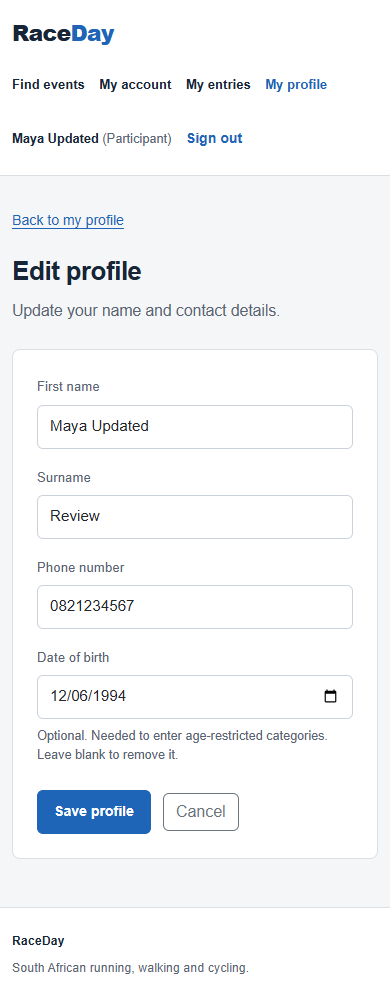 RaceDay
Find events My account My entries My profile
Maya Updated (Participant) Sign out
Back to my profile
Edit profile
Update your name and contact details.
First name
Maya Updated
Surname
Review
Phone number
0821234567
Date of birth
12/06/1994
Optional. Needed to enter age-restricted categories.
Leave blank to remove it.
Save profile Cancel
RaceDay
South African running, walking and cycling.